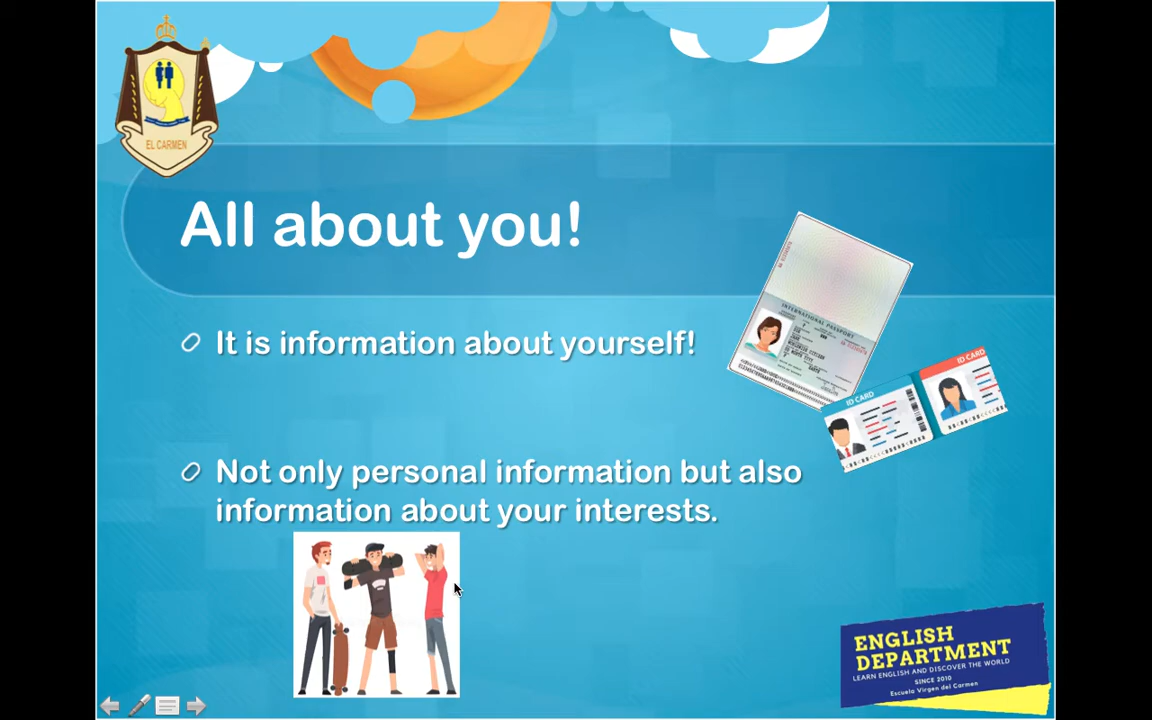 EL CARMEN
All about you!
It is information about yourself!
INTERNATIONAL PASSPORT
ID CARD
ID CARD
Not only personal information but also
information about your interests.
ENGLISH
DEPARTMENT
LEARN ENGLISH AND DISCOVER THE WORLD
SINCE 2010
Escuela Virgen del Carmen